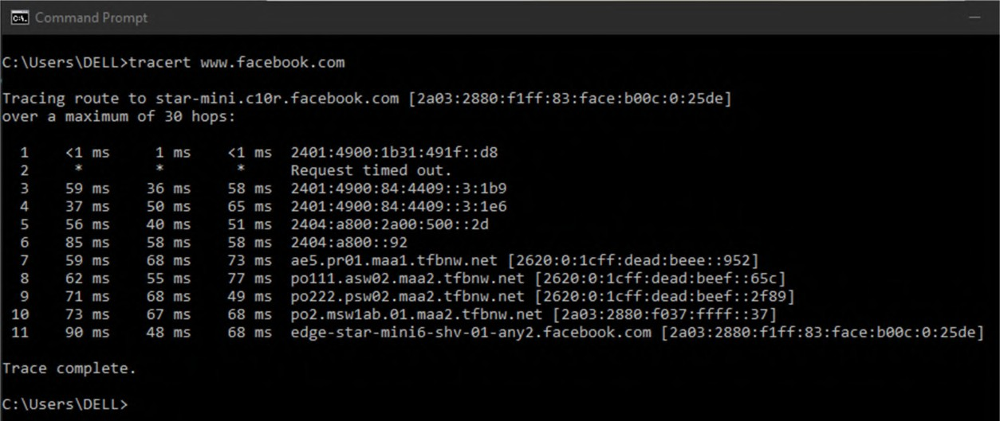 Command Prompt
C:\Users\DELL>tracert www.facebook.com
Tracing route to star-mini.c10r.facebook.com [2a03:2880:f1ff:83:face:b00c:0:25de]
over a maximum of 30 hops:
1 <1 ms 1 ms <1 ms 2401:4900:1b31:491f::d8
2 * * * Request timed out.
3 59 ms 36 ms 58 ms 2401:4900:84:4409::3:1b9
4 37 ms 50 ms 65 ms 2401:4900:84:4409::3:1e6
5 56 ms 40 ms 51 ms 2404:a800:2a00:500::2d
6 85 ms 58 ms 58 ms 2404:a800::92
7 59 ms 68 ms 73 ms ae5.pr01.maa1.tfbnw.net [2620:0:1cff:dead:beee::952]
8 62 ms 55 ms 77 ms po111.asw02.maa2.tfbnw.net [2620:0:1cff:dead:beef::65c]
9 71 ms 68 ms 49 ms po222.psw02.maa2.tfbnw.net [2620:0:1cff:dead:beef::2f89]
10 73 ms 67 ms 68 ms po2.msw1ab.01.maa2.tfbnw.net [2a03:2880:f037:ffff::37]
11 90 ms 48 ms 68 ms edge-star-mini6-shv-01-any2.facebook.com [2a03:2880:f1ff:83:face:b00c:0:25de]
Trace complete.
C:\Users\DELL>